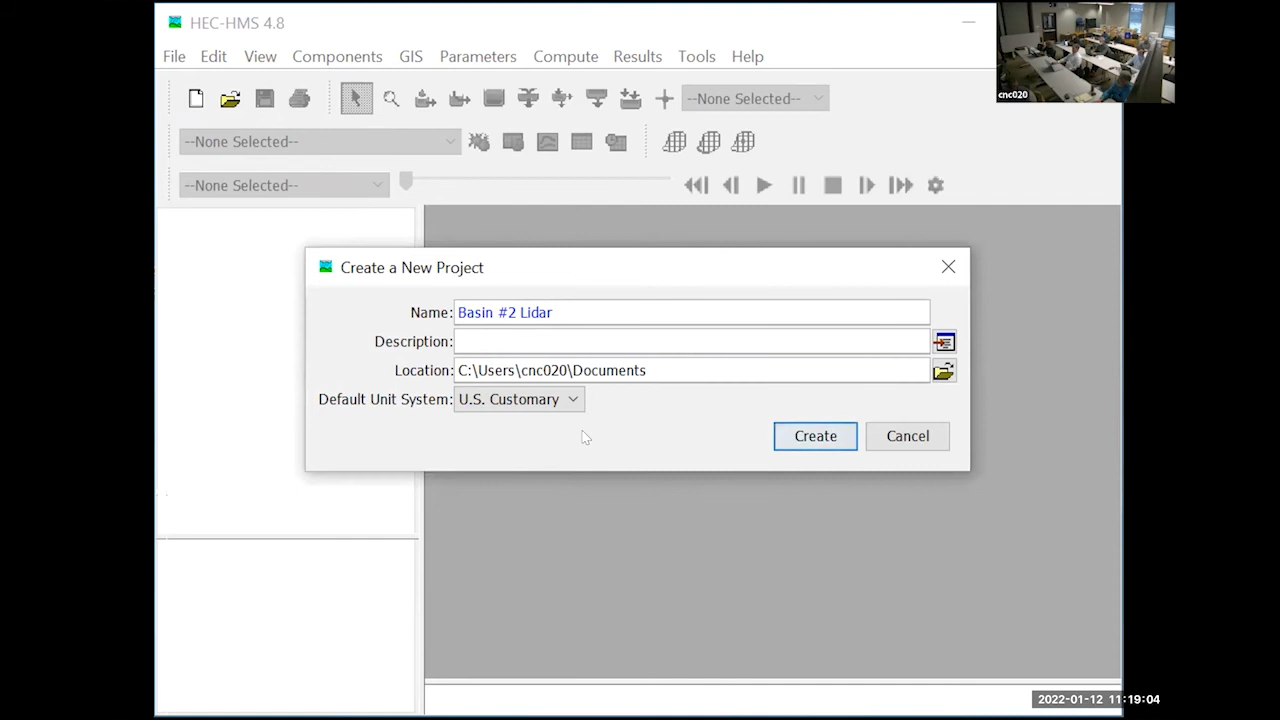 HEC-HMS 4.8
File Edit View Components GIS Parameters Compute Results Tools Help
--None Selected--
--None Selected--
--None Selected--
Create a New Project
Name: Basin #2 Lidar
Description:
Location: C:\Users\cnc020\Documents
Default Unit System: U.S. Customary
Create Cancel
cnc020
2022-01-12 11:19:04